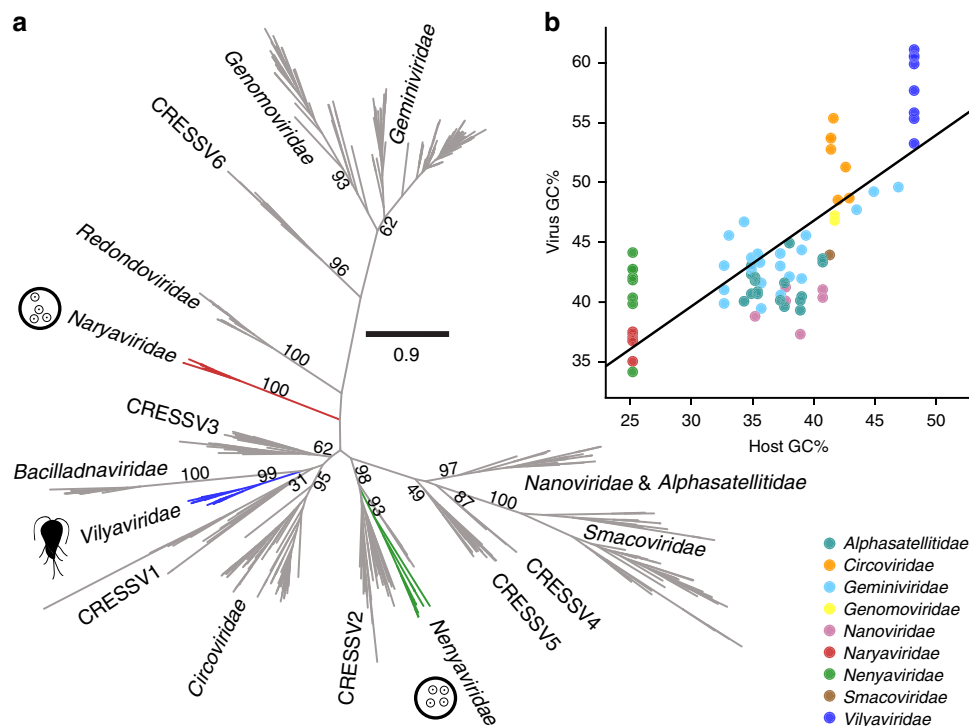 a
Genomoviridae
Geminiviridae
CRESSV6
93
62
96
Redondoviridae
Naryaviridae
100
100
0.9
CRESSV3
62
Bacilladnaviridae
100
99
31
95
Vilyaviridae
CRESSV1
Circoviridae
98
93
CRESSV2
Nenyaviridae
49
97
87
100
Nanoviridae & Alphasatellitidae
Smacoviridae
CRESSV4
CRESSV5
b
Virus GC%
60
55
50
45
40
35
25 30 35 40 45 50
Host GC%
Alphasatellitidae
Circoviridae
Geminiviridae
Genomoviridae
Nanoviridae
Naryaviridae
Nenyaviridae
Smacoviridae
Vilyaviridae